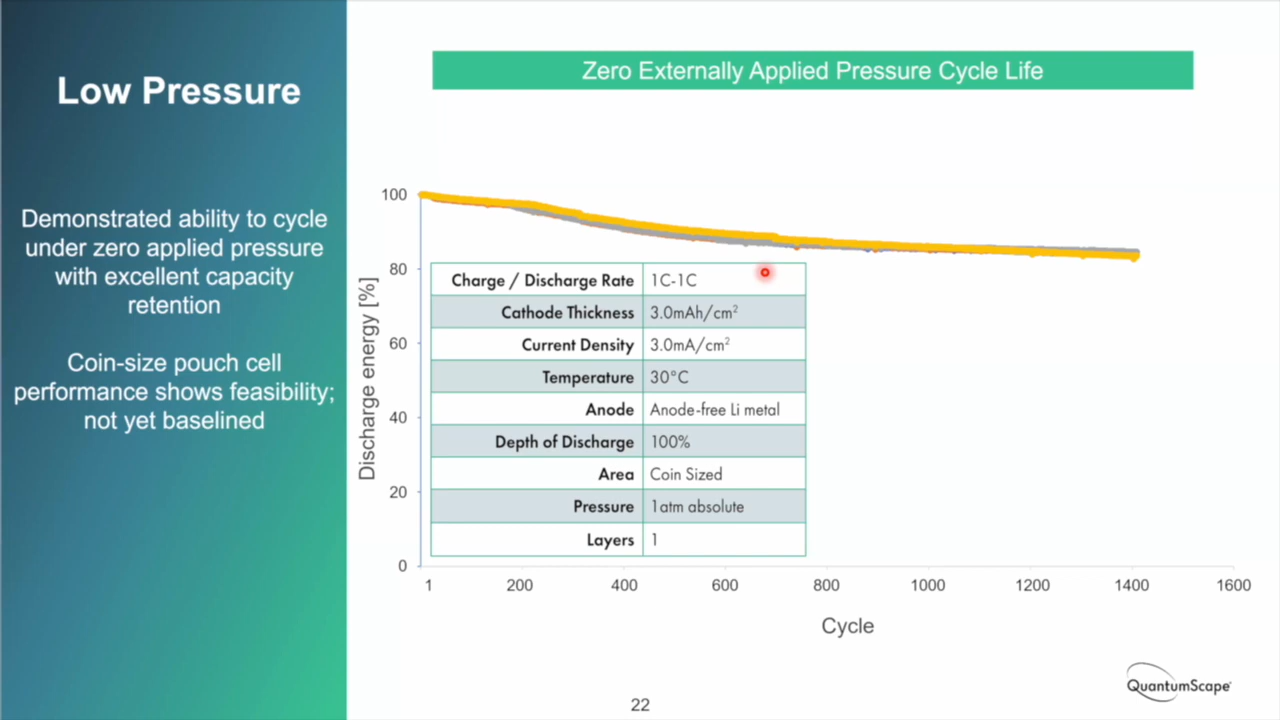 Low Pressure
Demonstrated ability to cycle
under zero applied pressure
with excellent capacity
retention
Coin-size pouch cell
performance shows feasibility;
not yet baselined
Zero Externally Applied Pressure Cycle Life
Discharge energy [%]
100
80
60
40
20
0
Charge / Discharge Rate 1C-1C
Cathode Thickness 3.0mAh/cm²
Current Density 3.0mA/cm²
Temperature 30°C
Anode Anode-free Li metal
Depth of Discharge 100%
Area Coin Sized
Pressure 1atm absolute
Layers 1
1 200 400 600 800 1000 1200 1400 1600
Cycle
QuantumScape
22